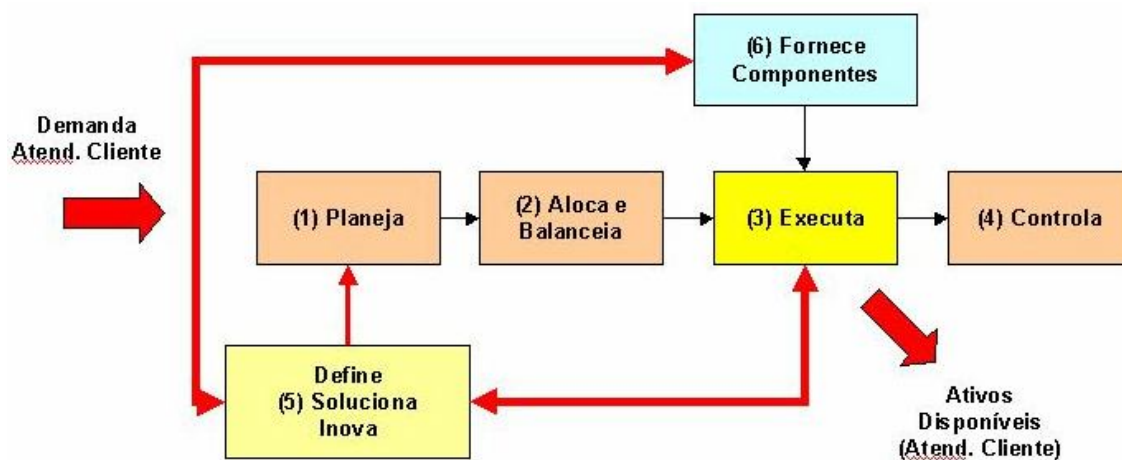 (6) Fornece
Componentes
Demanda
Atend. Cliente
(1) Planeja
(2) Aloca e
Balanceia
(3) Executa
(4) Controla
Define
(5) Soluciona
Inova
Ativos
Disponíveis
(Atend. Cliente)